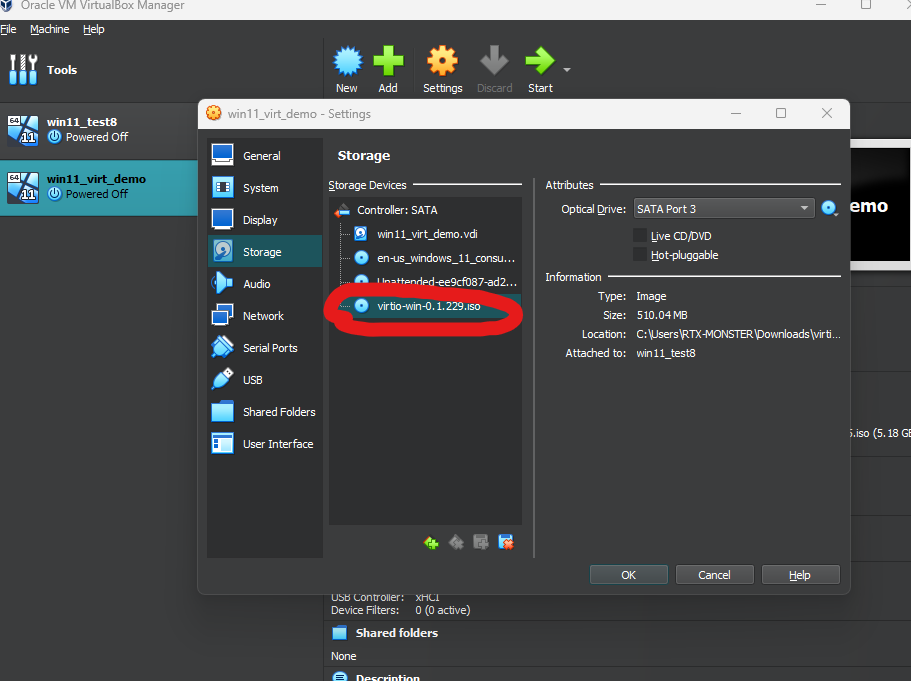 Oracle VM VirtualBox Manager
File Machine Help
Tools
New Add Settings Discard Start
64
11
win11_test8
Powered Off
64
11
win11_virt_demo
Powered Off
win11_virt_demo - Settings
General
System
Display
Storage
Audio
Network
Serial Ports
USB
Shared Folders
User Interface
Storage
Storage Devices
Controller: SATA
win11_virt_demo.vdi
en-us_windows_11_consu...
Unattended-ee9cf087-ad2...
virtio-win-0.1.229.iso
Attributes
Optical Drive: SATA Port 3
Live CD/DVD
Hot-pluggable
Information
Type: Image
Size: 510.04 MB
Location: C:\Users\RTX-MONSTER\Downloads\virti...
Attached to: win11_test8
OK Cancel Help
emo
5.iso (5.18 GB
USB Controller: xHCI
Device Filters: 0 (0 active)
Shared folders
None
Description